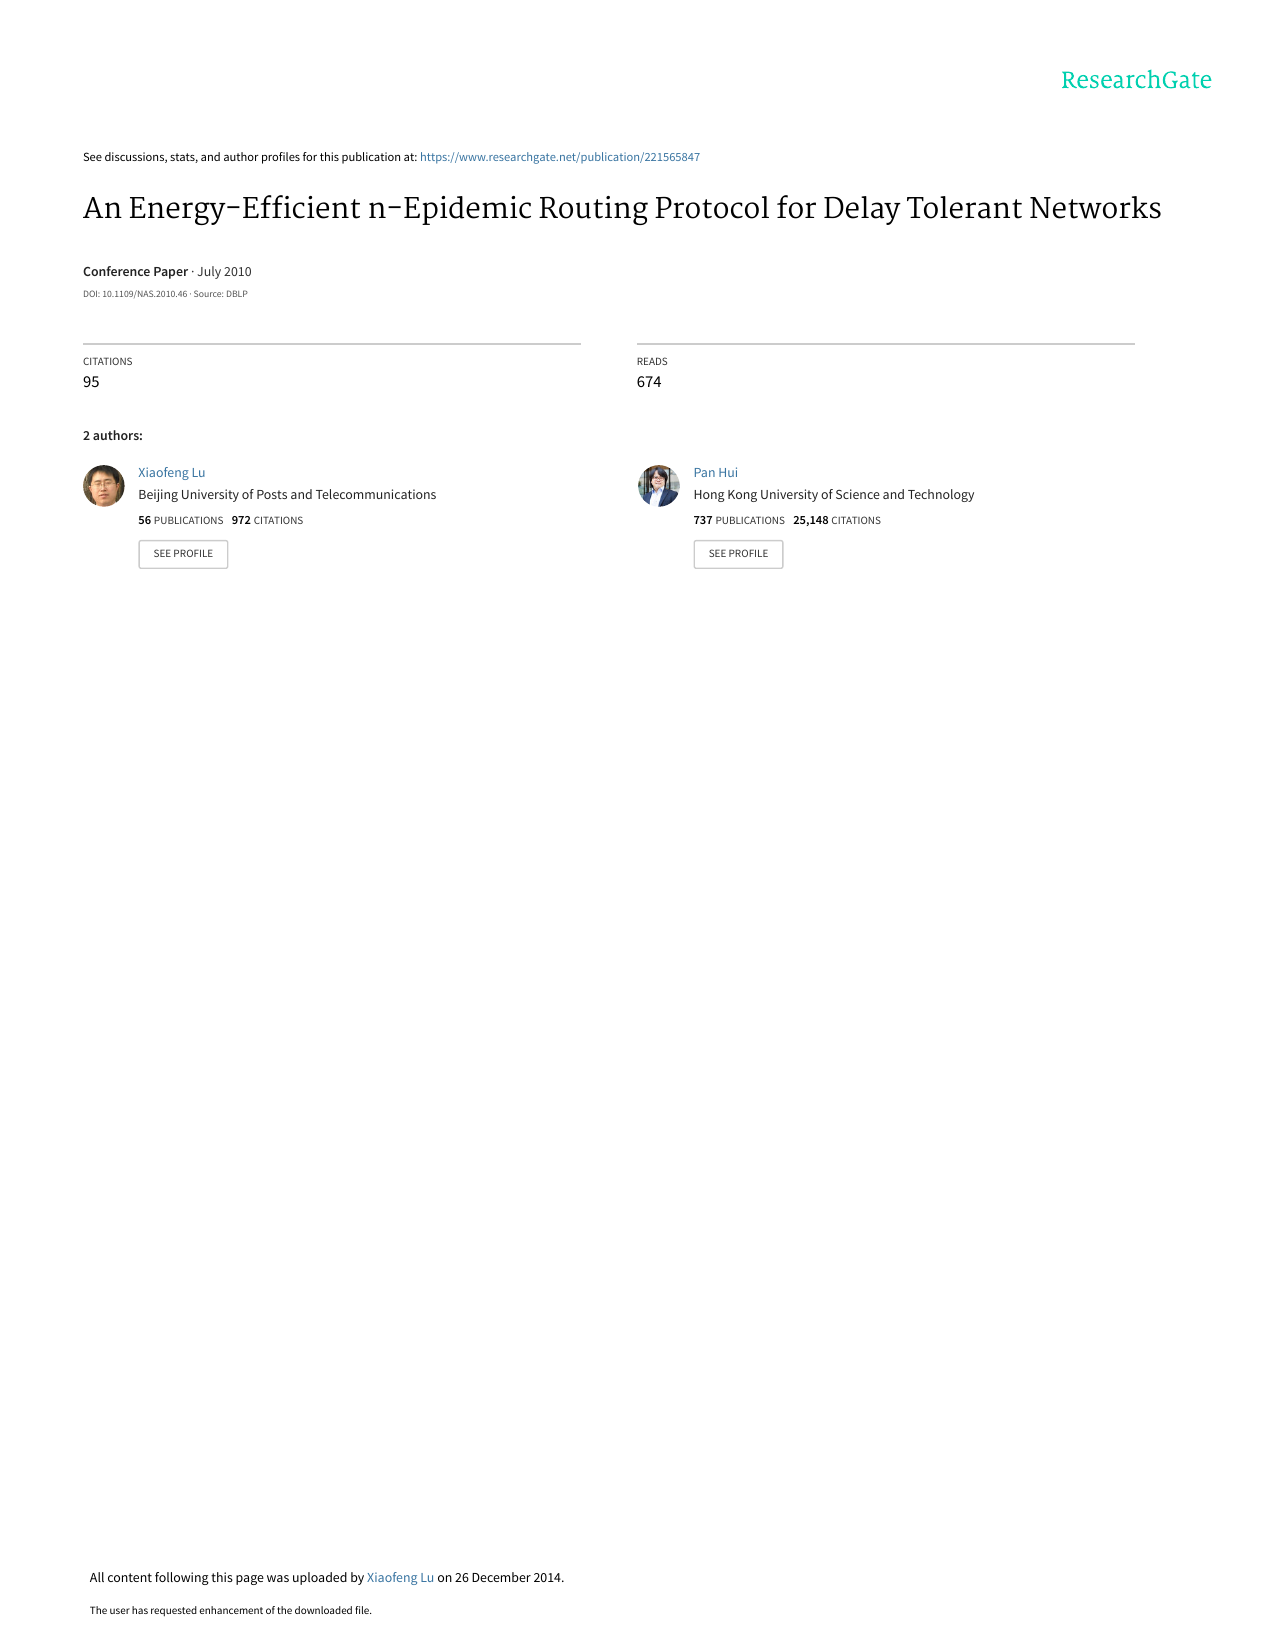 ResearchGate
See discussions, stats, and author profiles for this publication at: https://www.researchgate.net/publication/221565847
An Energy-Efficient n-Epidemic Routing Protocol for Delay Tolerant Networks
Conference Paper · July 2010
DOI: 10.1109/NAS.2010.46 · Source: DBLP
CITATIONS
95
READS
674
2 authors:
Xiaofeng Lu
Beijing University of Posts and Telecommunications
56 PUBLICATIONS 972 CITATIONS
SEE PROFILE
Pan Hui
Hong Kong University of Science and Technology
737 PUBLICATIONS 25,148 CITATIONS
SEE PROFILE
All content following this page was uploaded by Xiaofeng Lu on 26 December 2014.
The user has requested enhancement of the downloaded file.